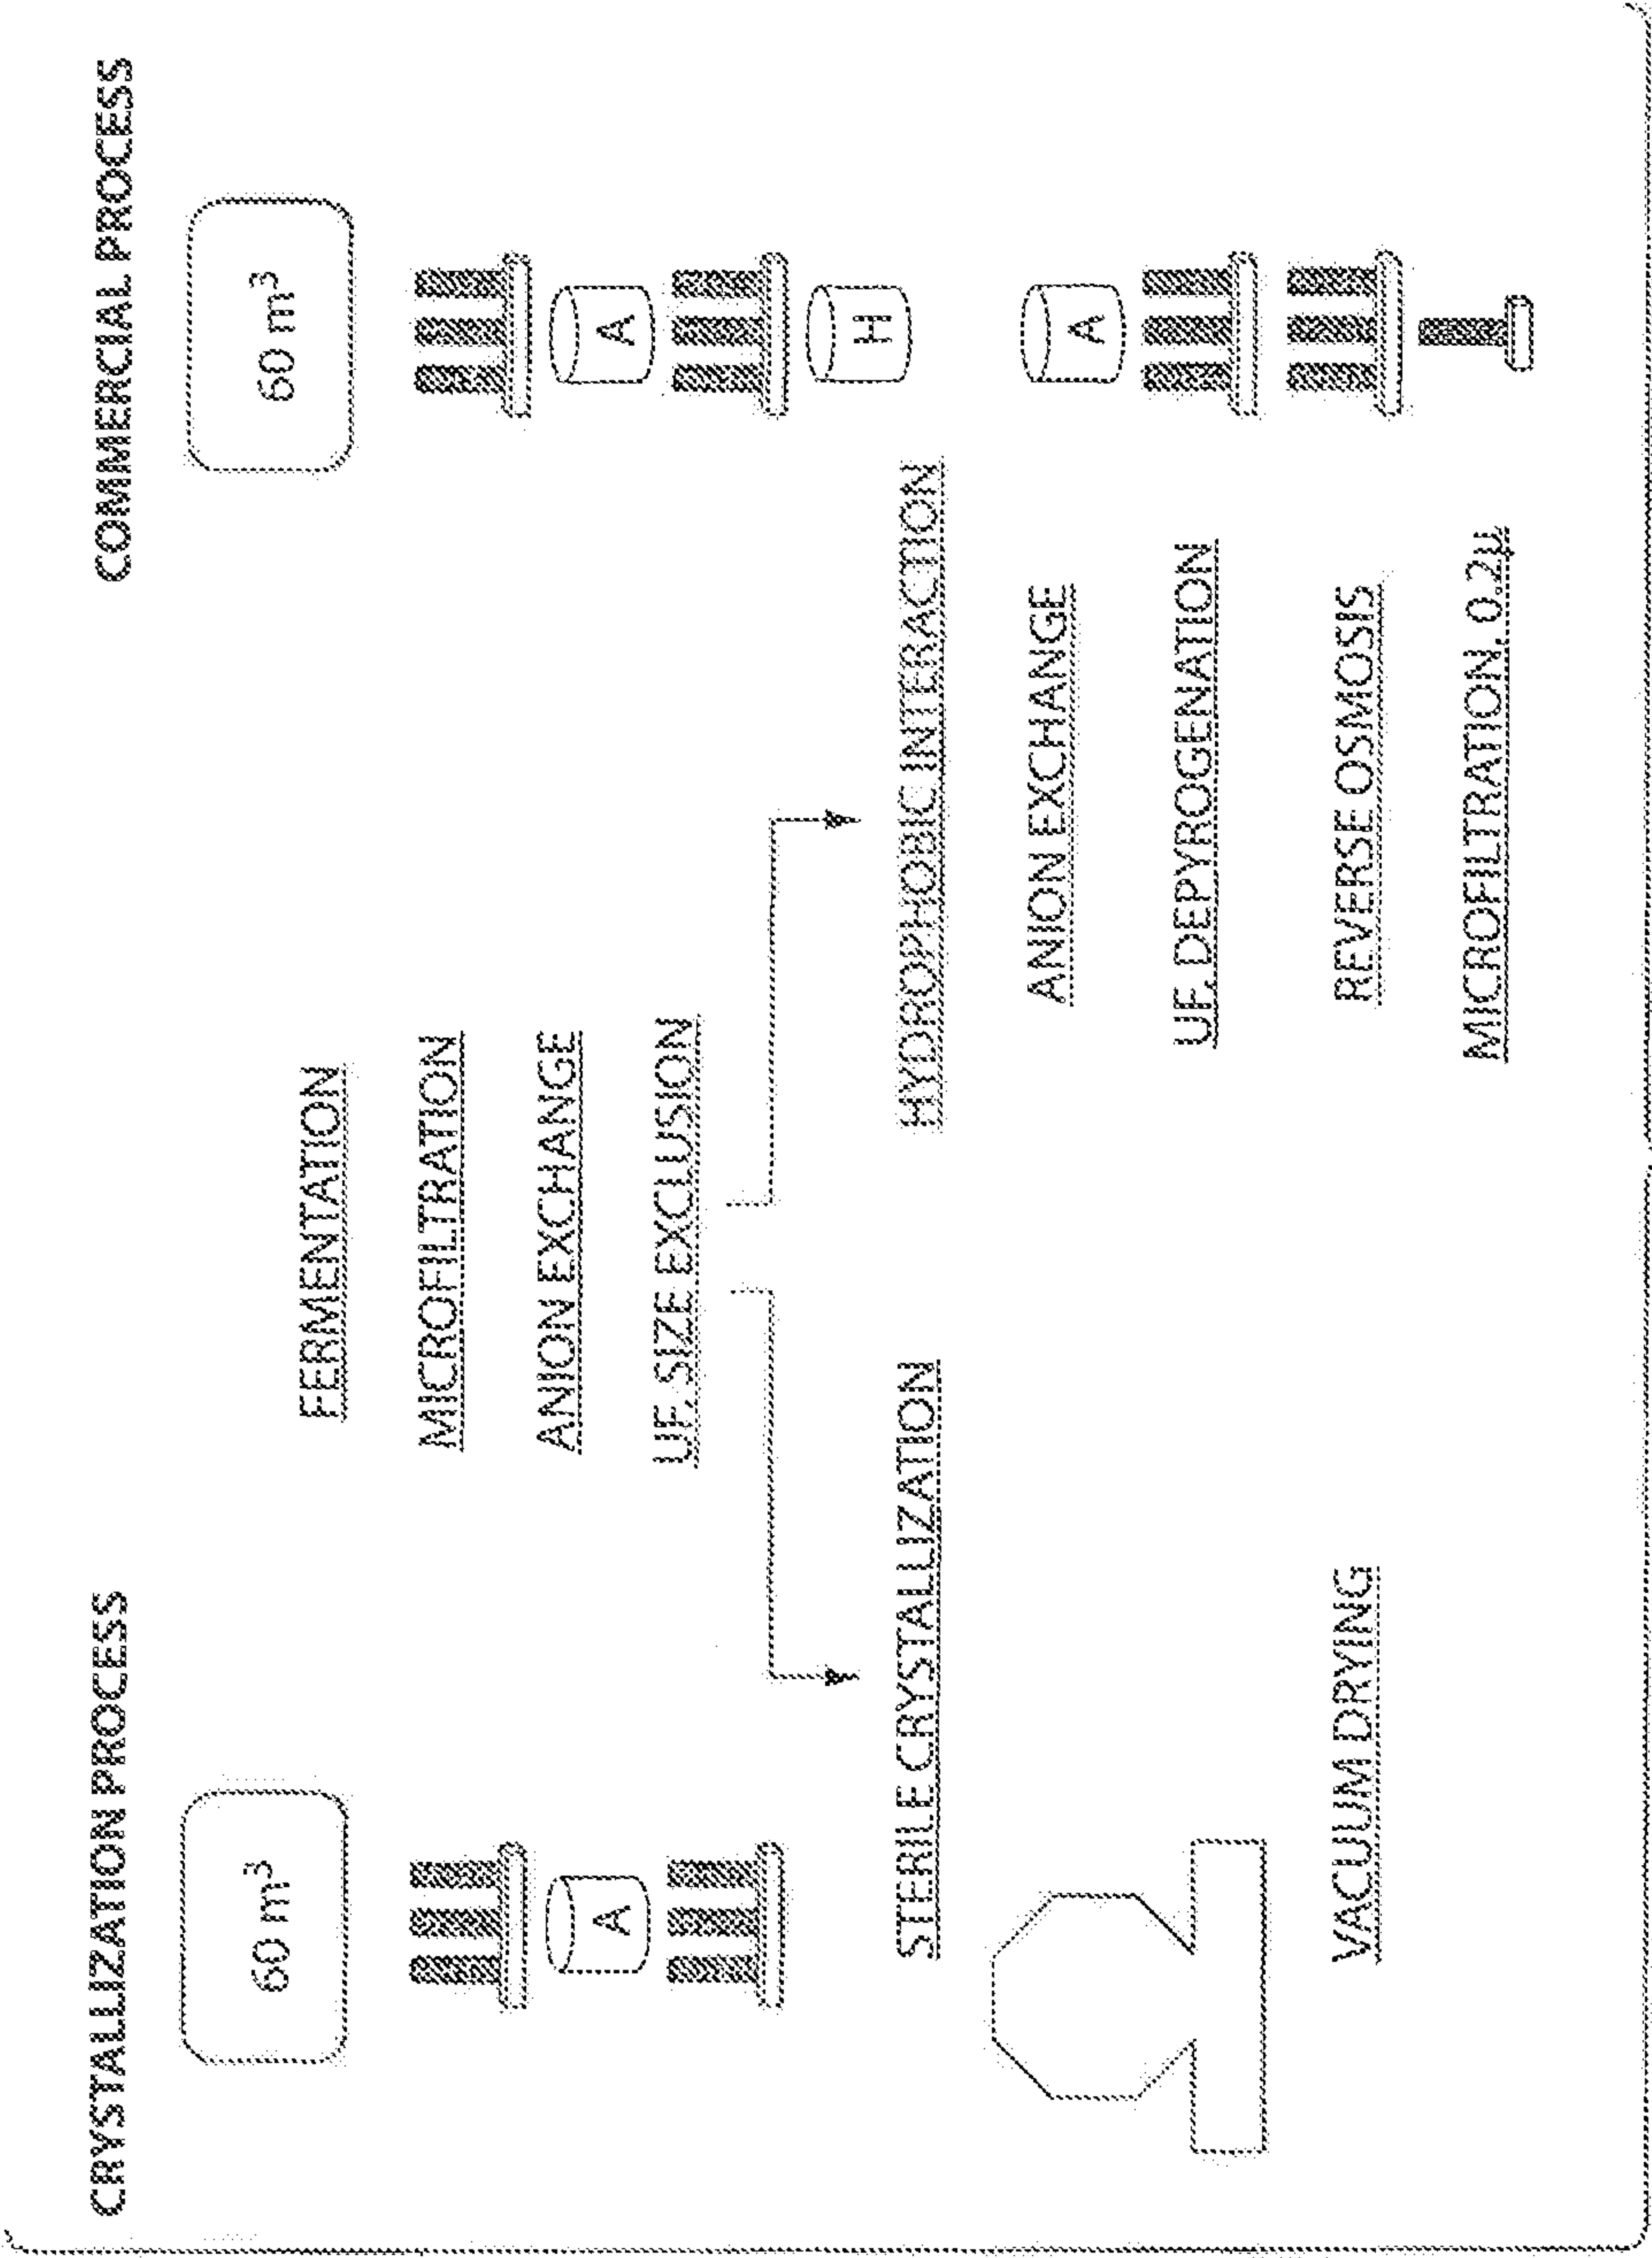 CRYSTALLIZATION PROCESS
COMMERCIAL PROCESS
60 m³
60 m³
FERMENTATION
MICROFILTRATION
ANION EXCHANGE
UF, SIZE EXCLUSION
A
A
H
STERILE CRYSTALLIZATION
HYDROPHOBIC INTERACTION
ANION EXCHANGE
A
UF, DEPYROGENATION
VACUUM DRYING
REVERSE OSMOSIS
MICROFILTRATION, 0.2µ